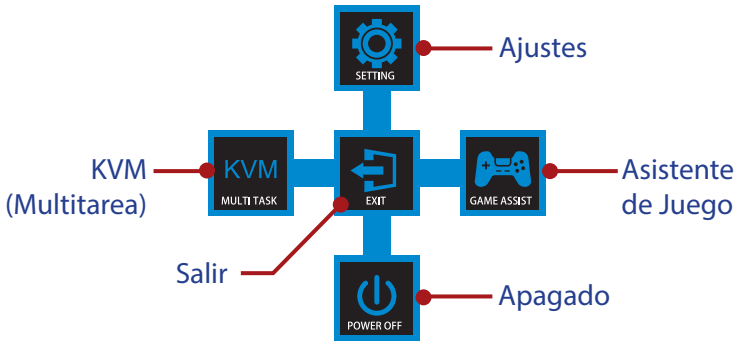 SETTING
Ajustes
KVM
(Multitarea)
KVM
MULTI TASK
EXIT
GAME ASSIST
Asistente
de Juego
Salir
POWER OFF
Apagado